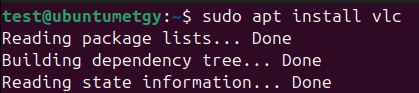 test@ubuntumetgy:~$ sudo apt install vlc
Reading package lists... Done
Building dependency tree... Done
Reading state information... Done